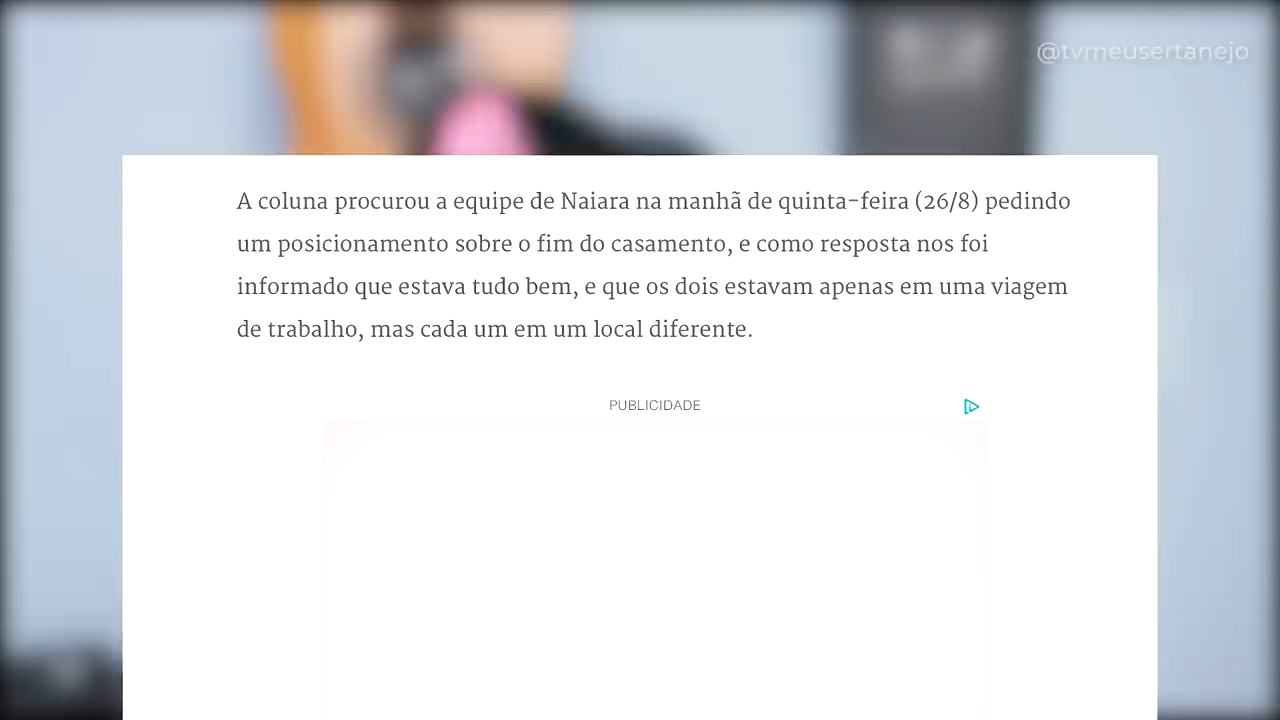 @tvmeusertanejo
A coluna procurou a equipe de Naiara na manhã de quinta-feira (26/8) pedindo
um posicionamento sobre o fim do casamento, e como resposta nos foi
informado que estava tudo bem, e que os dois estavam apenas em uma viagem
de trabalho, mas cada um em um local diferente.
PUBLICIDADE